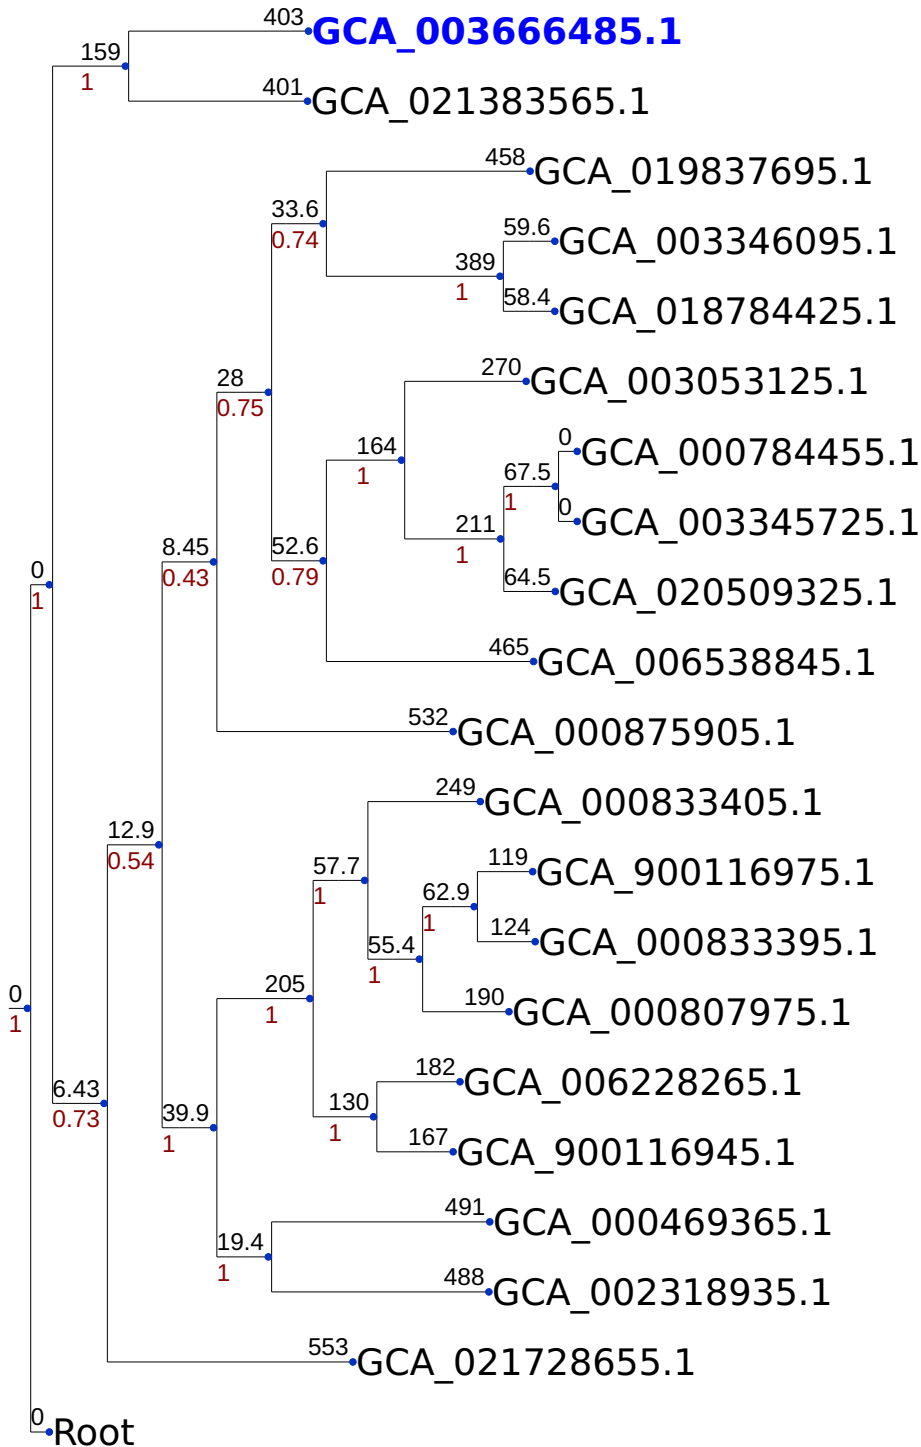 403
GCA_003666485.1
159
1
401
GCA_021383565.1
458
GCA_019837695.1
33.6
0.74
59.6
GCA_003346095.1
389
1
58.4
GCA_018784425.1
28
0.75
270
GCA_003053125.1
164
1
0
GCA_000784455.1
67.5
1
0
GCA_003345725.1
211
1
64.5
GCA_020509325.1
8.45
0.43
52.6
0.79
0
1
465
GCA_006538845.1
532
GCA_000875905.1
249
GCA_000833405.1
12.9
0.54
57.7
1
119
GCA_900116975.1
62.9
1
124
GCA_000833395.1
55.4
1
205
1
190
GCA_000807975.1
0
1
182
GCA_006228265.1
6.43
0.73
39.9
1
130
1
167
GCA_900116945.1
491
GCA_000469365.1
19.4
1
488
GCA_002318935.1
553
GCA_021728655.1
0
Root